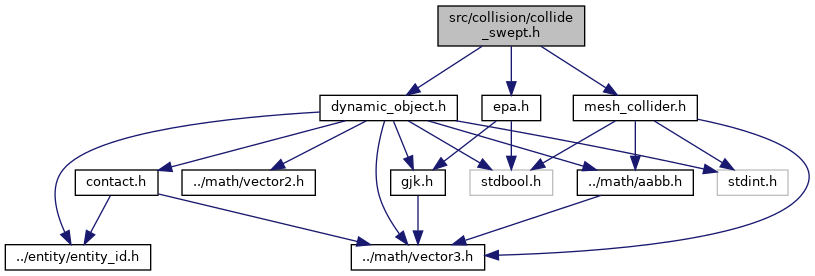 src/collision/collide
_swept.h
dynamic_object.h
epa.h
mesh_collider.h
contact.h
../math/vector2.h
gjk.h
stdbool.h
../math/aabb.h
stdint.h
../entity/entity_id.h
../math/vector3.h